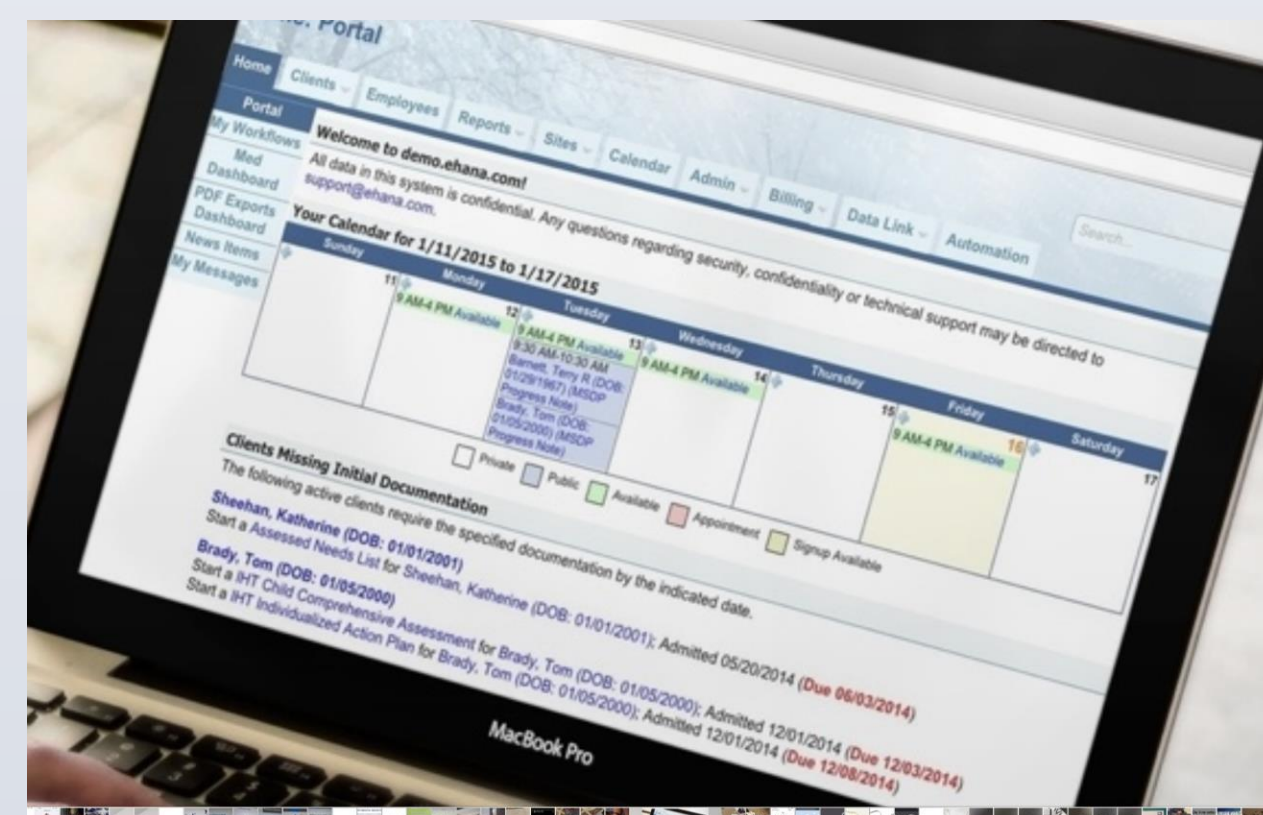 Portal
Home
Clients
Employees
Reports
Sites
Calendar
Admin
Billing
Data Link
Automation
Search...
Portal
My Workflows
Med
Dashboard
PDF Exports
Dashboard
News Items
My Messages
Welcome to demo.ehana.com!
All data in this system is confidential. Any questions regarding security, confidentiality or technical support may be directed to
support@ehana.com.
Your Calendar for 1/11/2015 to 1/17/2015
Sunday
Monday
Tuesday
Wednesday
Thursday
Friday
Saturday
11
12
9 AM-4 PM Available
13
9 AM-4 PM Available
9:30 AM-10:30 AM
Barnett, Terry R (DOB:
01/29/1967) (MSDP
Progress Note)
Brady, Tom (DOB:
01/05/2000) (MSDP
Progress Note)
14
9 AM-4 PM Available
15
16
9 AM-4 PM Available
17
Private
Public
Available
Appointment
Signup Available
Clients Missing Initial Documentation
The following active clients require the specified documentation by the indicated date.
Sheehan, Katherine (DOB: 01/01/2001)
Start a Assessed Needs List for Sheehan, Katherine (DOB: 01/01/2001); Admitted 05/20/2014 (Due 06/03/2014)
Brady, Tom (DOB: 01/05/2000)
Start a IHT Child Comprehensive Assessment for Brady, Tom (DOB: 01/05/2000); Admitted 12/01/2014 (Due 12/03/2014)
Start a IHT Individualized Action Plan for Brady, Tom (DOB: 01/05/2000); Admitted 12/01/2014 (Due 12/08/2014)
MacBook Pro